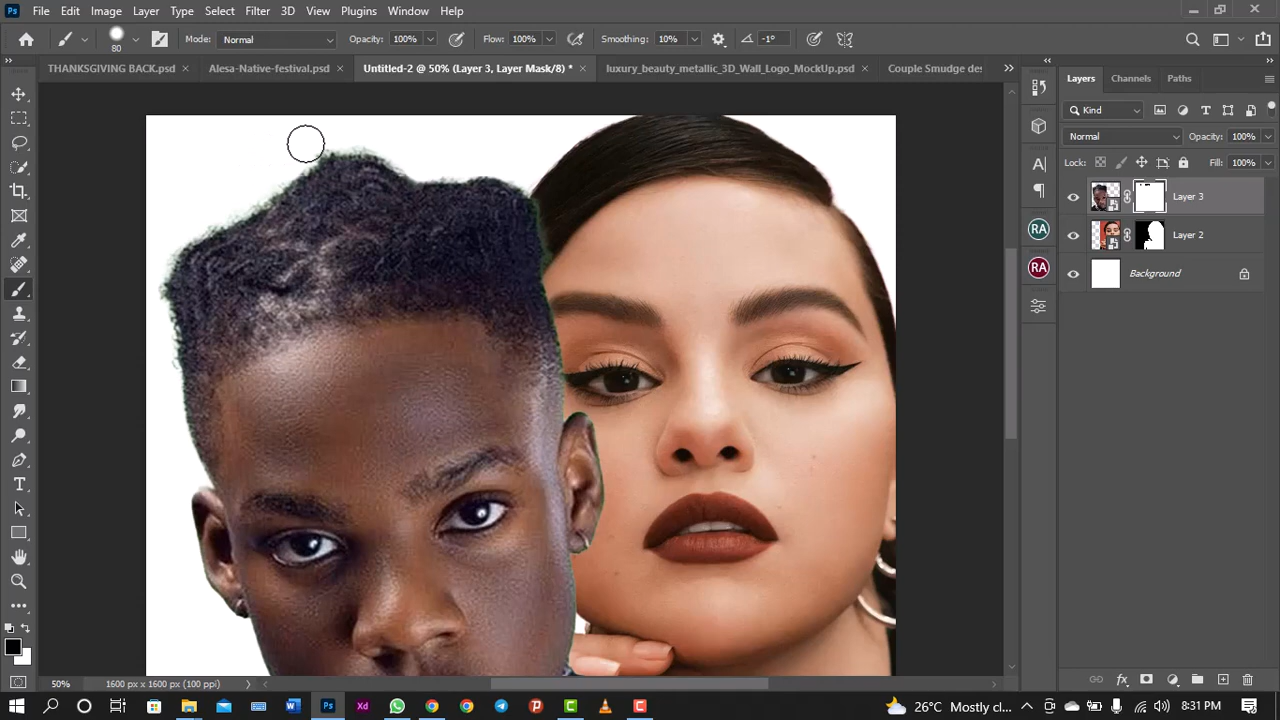 Ps File Edit Image Layer Type Select Filter 3D View Plugins Window Help
80 Mode: Normal Opacity: 100% Flow: 100% Smoothing: 10% -1°
THANKSGIVING BACK.psd × Alesa-Native-festival.psd × Untitled-2 @ 50% (Layer 3, Layer Mask/8) * × luxury_beauty_metallic_3D_Wall_Logo_MockUp.psd × Couple Smudge de
Layers Channels Paths
Kind
Normal Opacity: 100%
Lock: Fill: 100%
Layer 3
Layer 2
RA
Background
RA
50% 1600 px x 1600 px (100 ppi)
26°C Mostly cl... 8:31 PM